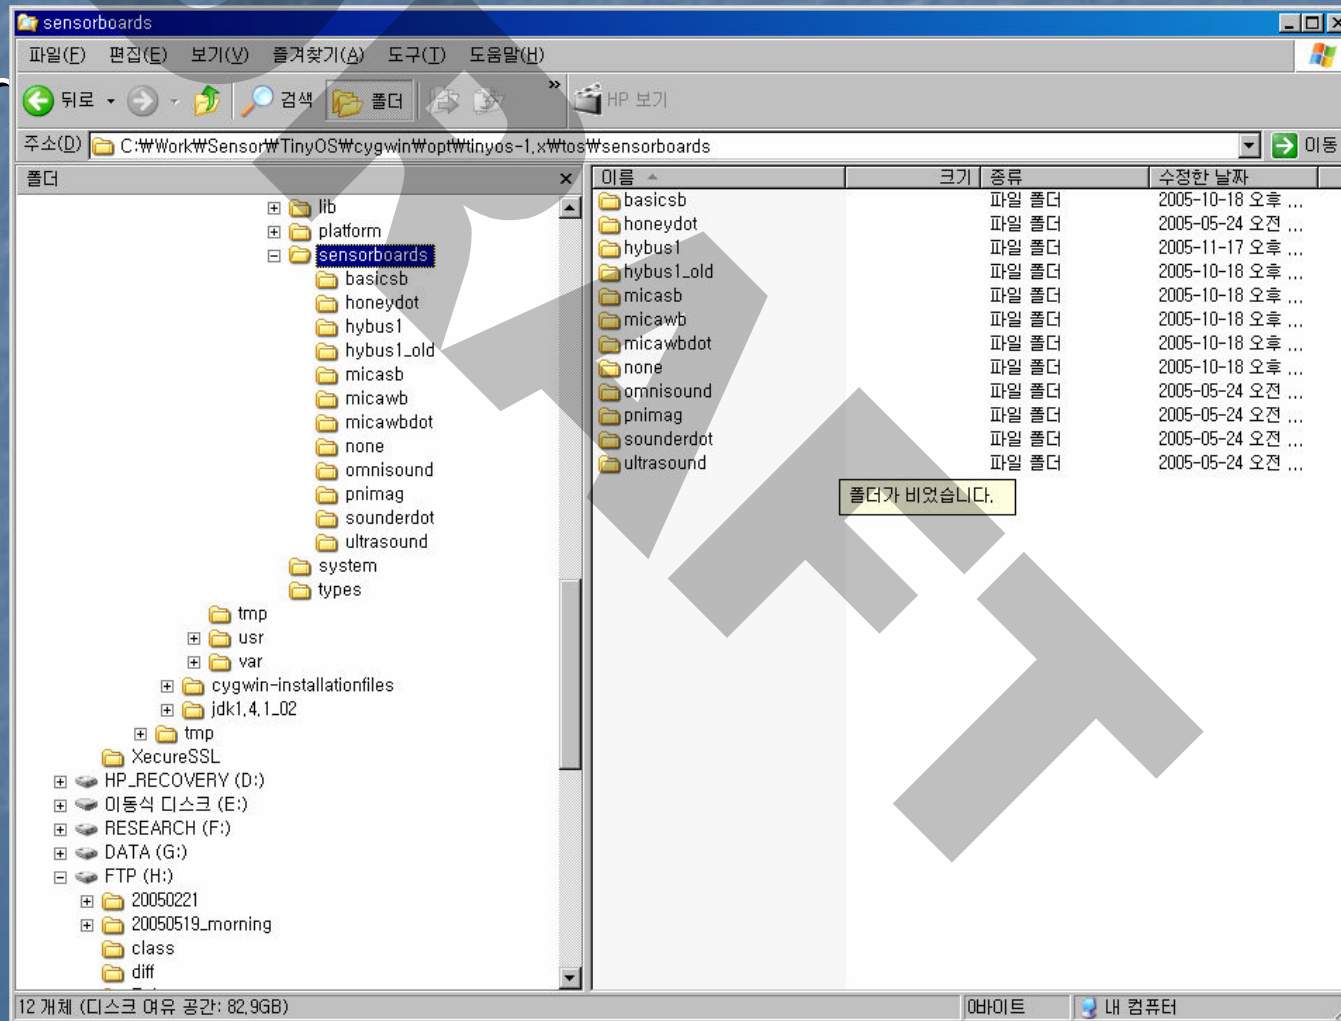 sensorboards
파일(F) 편집(E) 보기(V) 즐겨찾기(A) 도구(T) 도움말(H)
뒤로 검색 폴더 » HP 보기
주소(D) C:₩Work₩Sensor₩TinyOS₩cygwin₩opt₩tinyos-1.x₩tos₩sensorboards 이동
폴더 x
lib
platform
sensorboards
basicsb
honeydot
hybus1
hybus1_old
micasb
micawb
micawbdot
none
omnisound
pnimag
sounderdot
ultrasound
system
types
tmp
usr
var
cygwin-installationfiles
jdk1.4.1_02
tmp
XecureSSL
HP_RECOVERY (D:)
이동식 디스크 (E:)
RESEARCH (F:)
DATA (G:)
FTP (H:)
20050221
20050519_morning
class
diff
이름 크기 종류 수정한 날짜
basicsb 파일 폴더 2005-10-18 오후 ...
honeydot 파일 폴더 2005-05-24 오전 ...
hybus1 파일 폴더 2005-11-17 오후 ...
hybus1_old 파일 폴더 2005-10-18 오후 ...
micasb 파일 폴더 2005-10-18 오후 ...
micawb 파일 폴더 2005-10-18 오후 ...
micawbdot 파일 폴더 2005-10-18 오후 ...
none 파일 폴더 2005-10-18 오후 ...
omnisound 파일 폴더 2005-05-24 오전 ...
pnimag 파일 폴더 2005-05-24 오전 ...
sounderdot 파일 폴더 2005-05-24 오전 ...
ultrasound 파일 폴더 2005-05-24 오전 ...
폴더가 비었습니다.
12 개체 (디스크 여유 공간: 82.9GB) 0바이트 내 컴퓨터
DRAFT